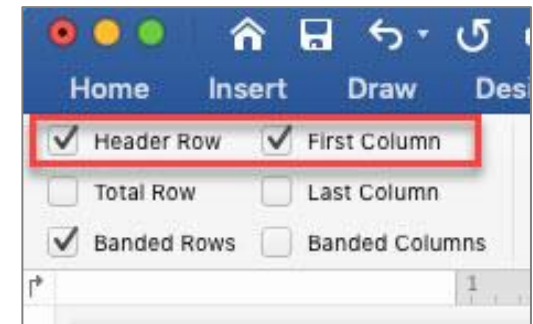 Home Insert Draw
Header Row First Column
Total Row Last Column
Banded Rows Banded Columns
1